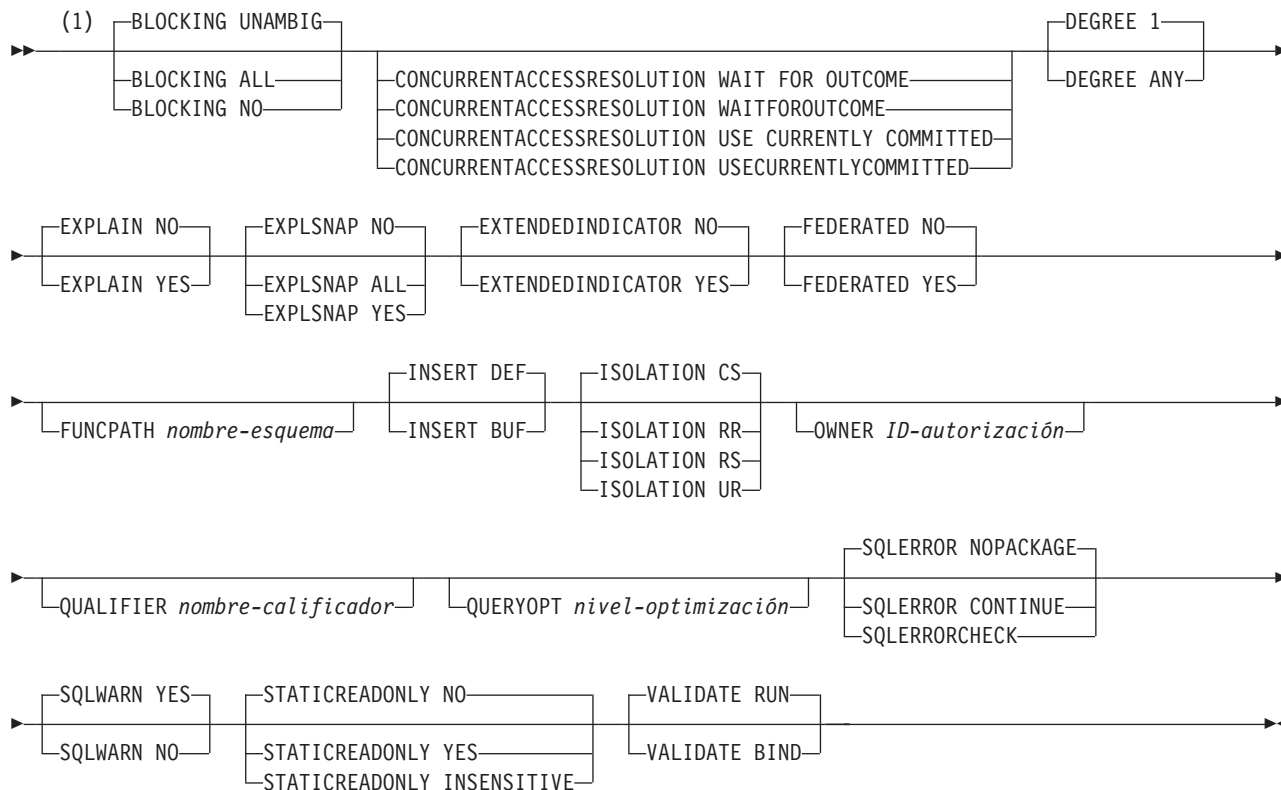 (1) BLOCKING UNAMBIG DEGREE 1
BLOCKING ALL CONCURRENTACCESSRESOLUTION WAIT FOR OUTCOME DEGREE ANY
BLOCKING NO CONCURRENTACCESSRESOLUTION WAITFOROUTCOME
CONCURRENTACCESSRESOLUTION USE CURRENTLY COMMITTED
CONCURRENTACCESSRESOLUTION USECURRENTLYCOMMITTED
EXPLAIN NO EXPLSNAP NO EXTENDEDINDICATOR NO FEDERATED NO
EXPLAIN YES EXPLSNAP ALL EXTENDEDINDICATOR YES FEDERATED YES
EXPLSNAP YES
INSERT DEF ISOLATION CS
FUNCPATH nombre-esquema INSERT BUF ISOLATION RR OWNER ID-autorización
ISOLATION RS
ISOLATION UR
SQLERROR NOPACKAGE
QUALIFIER nombre-calificador QUERYOPT nivel-optimización SQLERROR CONTINUE
SQLERRORCHECK
SQLWARN YES STATICREADONLY NO VALIDATE RUN
SQLWARN NO STATICREADONLY YES VALIDATE BIND
STATICREADONLY INSENSITIVE